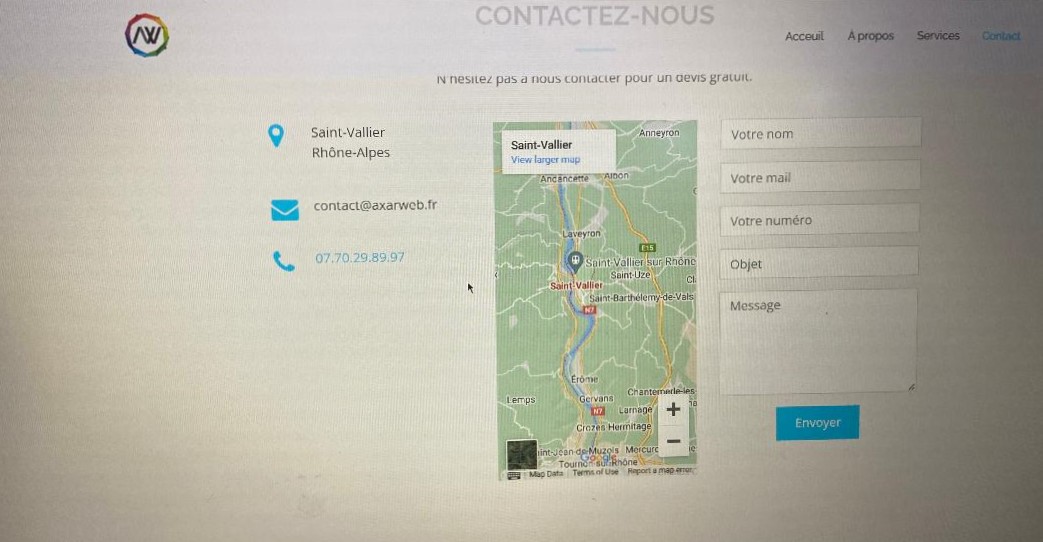 CONTACTEZ-NOUS
AW
Acceuil
À propos
Services
Contact
N'hésitez pas à nous contacter pour un devis gratuit.
Saint-Vallier
Rhône-Alpes
contact@axarweb.fr
07.70.29.89.97
Saint-Vallier
View larger map
Anneyron
Andancette
Albon
Laveyron
E15
Saint-Vallier sur Rhône
Saint-Uze
Saint-Vallier
Saint-Barthélemy-de-Vals
N7
Érôme
Chantemerle-les
Lemps
Gervans
N7
Larnage
Crozes Hermitage
int-Jean-de-Muzols
Mercurol
Google
Tournon-sur-Rhône
Map Data
Terms of Use
Report a map error
Votre nom
Votre mail
Votre numéro
Objet
Message
Envoyer